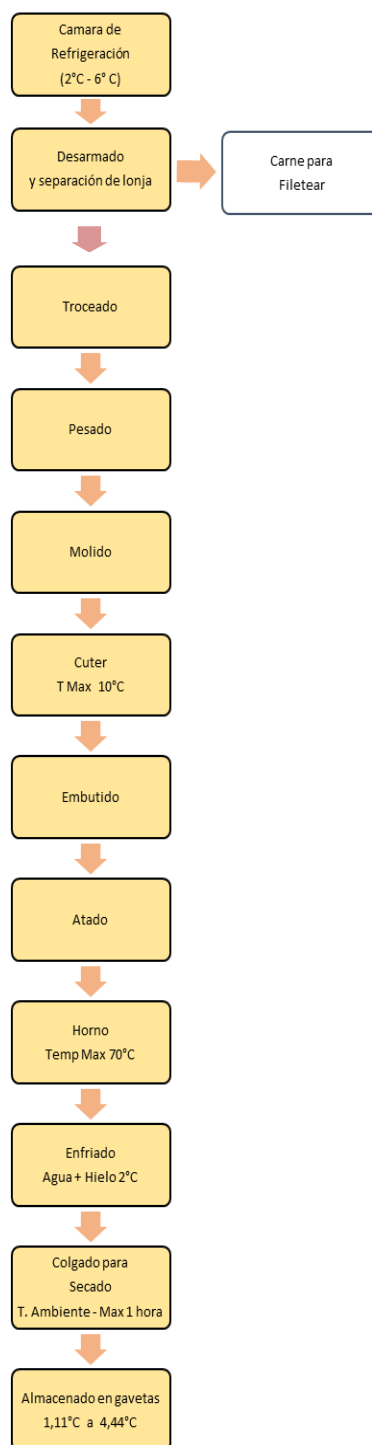 Camara de
Refrigeración
(2°C - 6° C)
Desarmado
y separación de lonja
Carne para
Filetear
Troceado
Pesado
Molido
Cuter
T Max 10°C
Embutido
Atado
Horno
Temp Max 70°C
Enfriado
Agua + Hielo 2°C
Colgado para
Secado
T. Ambiente - Max 1 hora
Almacenado en gavetas
1,11°C a 4,44°C